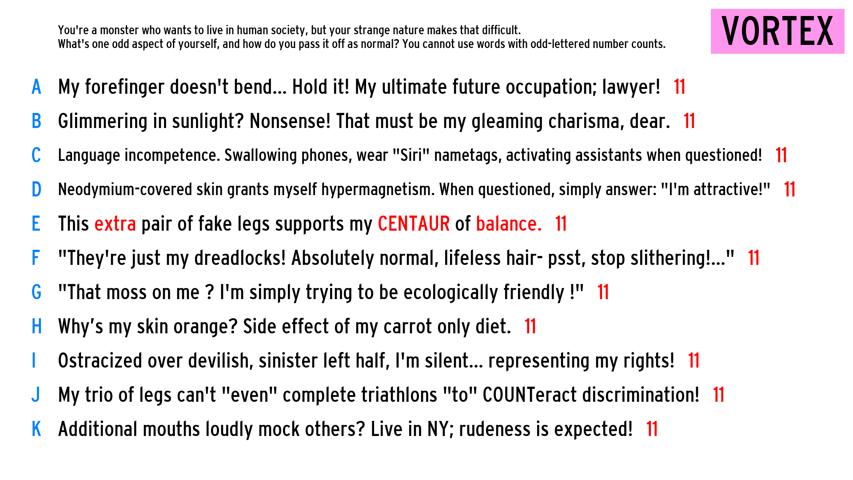 You're a monster who wants to live in human society, but your strange nature makes that difficult.
What's one odd aspect of yourself, and how do you pass it off as normal? You cannot use words with odd-lettered number counts.
VORTEX
A My forefinger doesn't bend... Hold it! My ultimate future occupation; lawyer! 11
B Glimmering in sunlight? Nonsense! That must be my gleaming charisma, dear. 11
C Language incompetence. Swallowing phones, wear "Siri" nametags, activating assistants when questioned! 11
D Neodymium-covered skin grants myself hypermagnetism. When questioned, simply answer: "I'm attractive!" 11
E This extra pair of fake legs supports my CENTAUR of balance. 11
F "They're just my dreadlocks! Absolutely normal, lifeless hair- psst, stop slithering!..." 11
G "That moss on me ? I'm simply trying to be ecologically friendly !" 11
H Why’s my skin orange? Side effect of my carrot only diet. 11
I Ostracized over devilish, sinister left half, I'm silent... representing my rights! 11
J My trio of legs can't "even" complete triathlons "to" COUNTeract discrimination! 11
K Additional mouths loudly mock others? Live in NY; rudeness is expected! 11